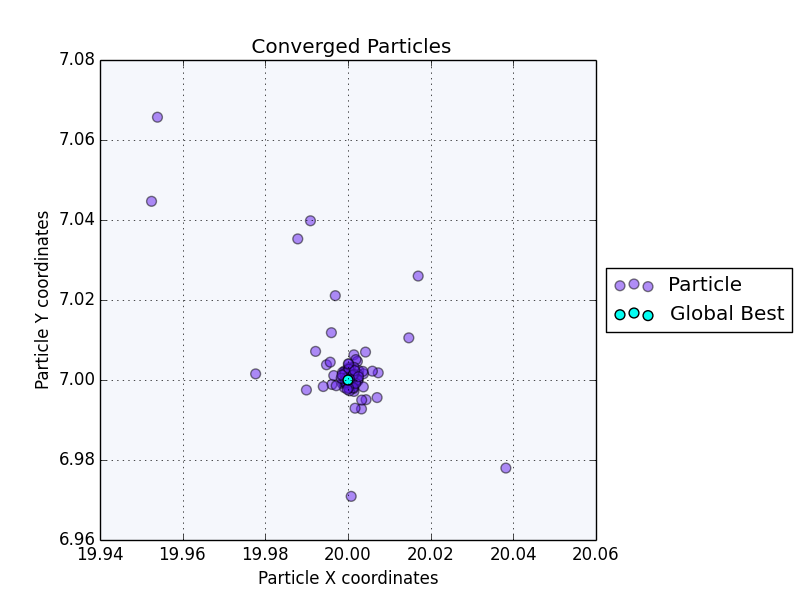 Converged Particles
7.08
7.06
7.04
7.02
7.00
6.98
6.96
Particle Y coordinates
19.94 19.96 19.98 20.00 20.02 20.04 20.06
Particle X coordinates
Particle
Global Best